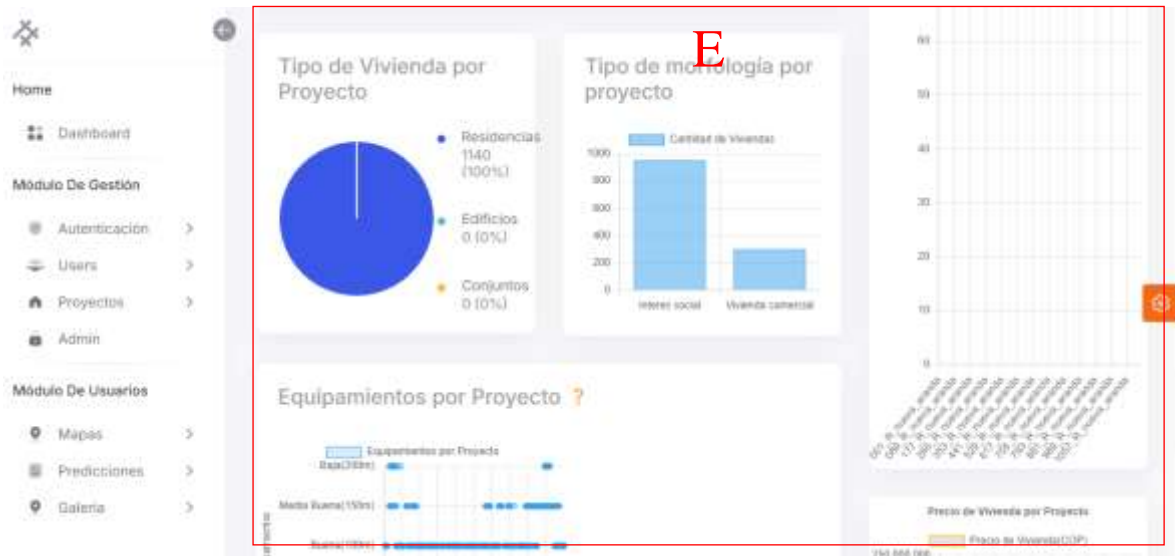 E
Home
Dashboard
Módulo De Gestión
Autenticación
Users
Proyectos
Admin
Módulo De Usuarios
Mapas
Predicciones
Galeria
Tipo de Vivienda por
Proyecto
Residencias
1140
(100%)
Edificios
0 (0%)
Conjuntos
0 (0%)
Tipo de morfología por
proyecto
Cantidad de Viviendas
1000
800
600
400
200
0
Interes social
Vivienda comercial
Equipamientos por Proyecto ?
Equipamientos por Proyecto
Baja(200m)
Media Buena(150m)
Buena(100m)
60
50
40
30
20
10
0
Precio de Vivienda por Proyecto
Precio de Vivienda(COP)